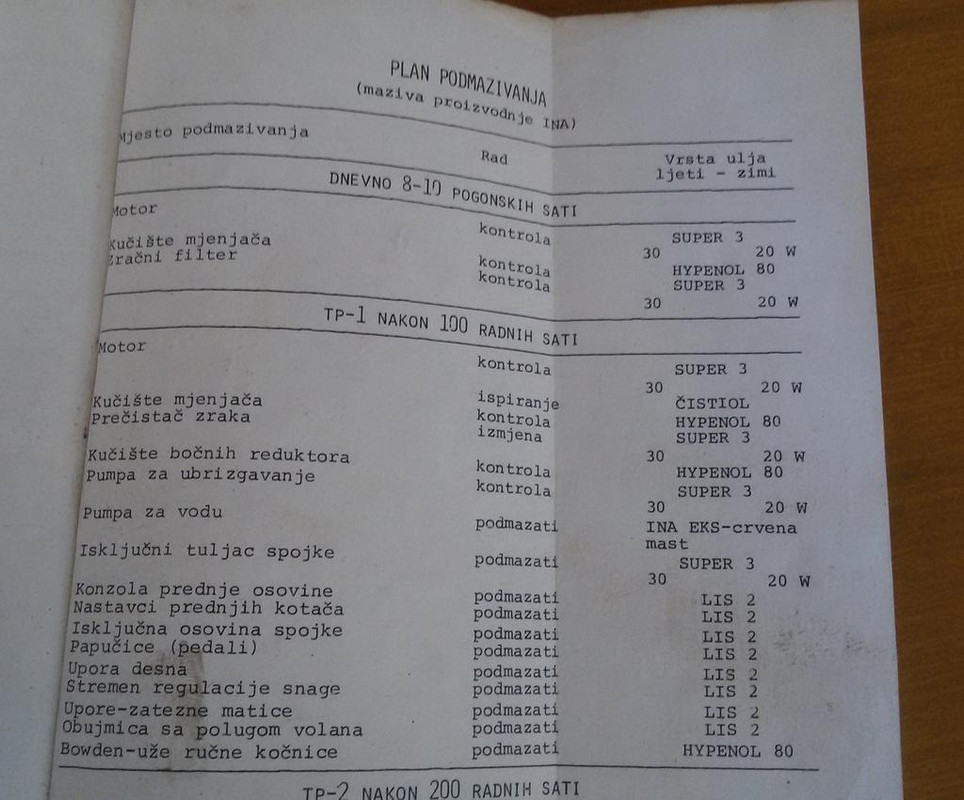 PLAN PODMAZIVANJA
(maziva proizvodnje INA)
Mjesto podmazivanja Rad Vrsta ulja
ljeti - zimi
DNEVNO 8-10 POGONSKIH SATI
Motor kontrola SUPER 3
30 20 W
Kučište mjenjača kontrola HYPENOL 80
Zračni filter kontrola SUPER 3
30 20 W
TP-1 NAKON 100 RADNIH SATI
Motor kontrola SUPER 3
30 20 W
ispiranje ČISTIOL
Kučište mjenjača kontrola HYPENOL 80
Prečistač zraka izmjena SUPER 3
30 20 W
Kučište bočnih reduktora kontrola HYPENOL 80
Pumpa za ubrizgavanje kontrola SUPER 3
30 20 W
Pumpa za vodu podmazati INA EKS-crvena
mast
Isključni tuljac spojke podmazati SUPER 3
30 20 W
Konzola prednje osovine podmazati LIS 2
Nastavci prednjih kotača podmazati LIS 2
Isključna osovina spojke podmazati LIS 2
Papučice (pedali) podmazati LIS 2
Upora desna podmazati LIS 2
Stremen regulacije snage podmazati LIS 2
Upore-zatezne matice podmazati LIS 2
Obujmica sa polugom volana podmazati LIS 2
Bowden-uže ručne kočnice podmazati HYPENOL 80
TP-2 NAKON 200 RADNIH SATI